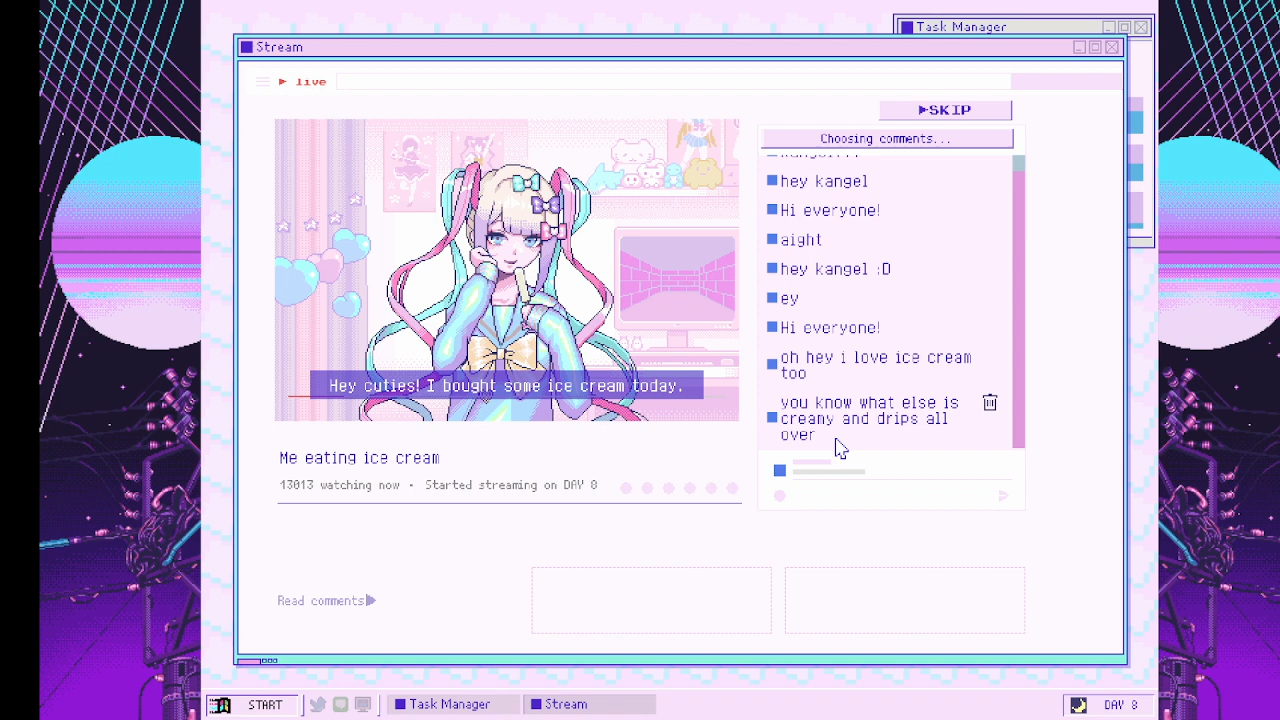 Task Manager
Stream
live
SKIP
Choosing comments...
hey kangel
Hi everyone!
aight
hey kangel :D
ey
Hi everyone!
oh hey i love ice cream
too
you know what else is
creamy and drips all
over
Hey cuties! I bought some ice cream today.
Me eating ice cream
13013 watching now · Started streaming on DAY 8
Read comments
START
Task Manager
Stream
DAY 8